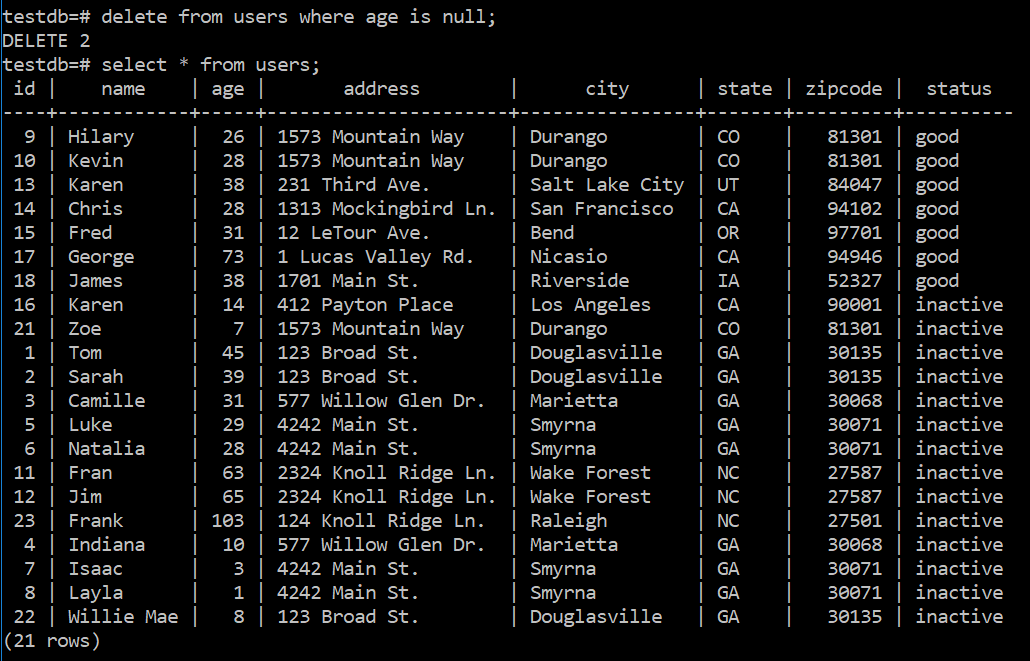 testdb=# delete from users where age is null;
DELETE 2
testdb=# select * from users;
 id |    name    | age |       address        |      city      | state | zipcode |  status
----+------------+-----+----------------------+----------------+-------+---------+----------
  9 | Hilary     |  26 | 1573 Mountain Way    | Durango        | CO    |   81301 | good
 10 | Kevin      |  28 | 1573 Mountain Way    | Durango        | CO    |   81301 | good
 13 | Karen      |  38 | 231 Third Ave.       | Salt Lake City | UT    |   84047 | good
 14 | Chris      |  28 | 1313 Mockingbird Ln. | San Francisco  | CA    |   94102 | good
 15 | Fred       |  31 | 12 LeTour Ave.       | Bend           | OR    |   97701 | good
 17 | George     |  73 | 1 Lucas Valley Rd.   | Nicasio        | CA    |   94946 | good
 18 | James      |  38 | 1701 Main St.        | Riverside      | IA    |   52327 | good
 16 | Karen      |  14 | 412 Payton Place     | Los Angeles    | CA    |   90001 | inactive
 21 | Zoe        |   7 | 1573 Mountain Way    | Durango        | CO    |   81301 | inactive
  1 | Tom        |  45 | 123 Broad St.        | Douglasville   | GA    |   30135 | inactive
  2 | Sarah      |  39 | 123 Broad St.        | Douglasville   | GA    |   30135 | inactive
  3 | Camille    |  31 | 577 Willow Glen Dr.  | Marietta       | GA    |   30068 | inactive
  5 | Luke       |  29 | 4242 Main St.        | Smyrna         | GA    |   30071 | inactive
  6 | Natalia    |  28 | 4242 Main St.        | Smyrna         | GA    |   30071 | inactive
 11 | Fran       |  63 | 2324 Knoll Ridge Ln. | Wake Forest    | NC    |   27587 | inactive
 12 | Jim        |  65 | 2324 Knoll Ridge Ln. | Wake Forest    | NC    |   27587 | inactive
 23 | Frank      | 103 | 124 Knoll Ridge Ln.  | Raleigh        | NC    |   27501 | inactive
  4 | Indiana    |  10 | 577 Willow Glen Dr.  | Marietta       | GA    |   30068 | inactive
  7 | Isaac      |   3 | 4242 Main St.        | Smyrna         | GA    |   30071 | inactive
  8 | Layla      |   1 | 4242 Main St.        | Smyrna         | GA    |   30071 | inactive
 22 | Willie Mae |   8 | 123 Broad St.        | Douglasville   | GA    |   30135 | inactive
(21 rows)